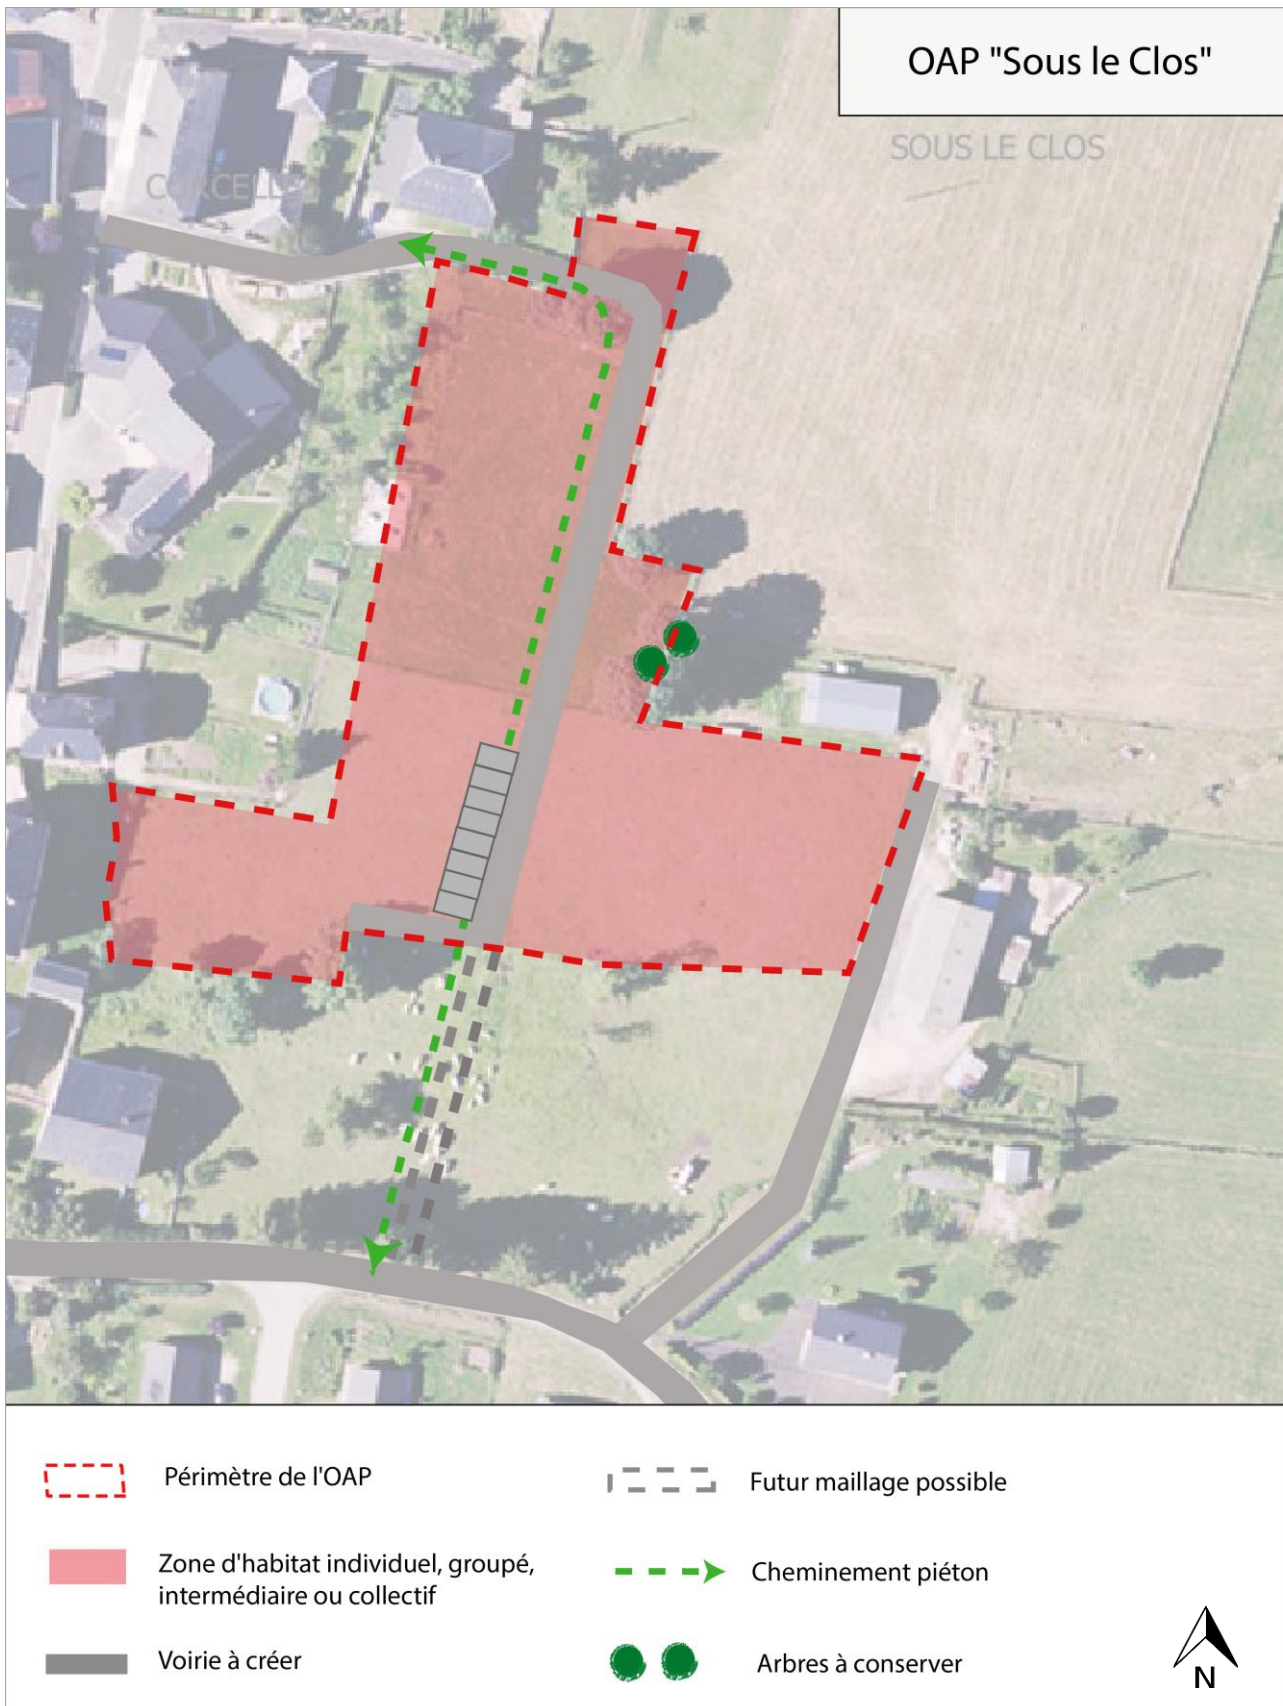 OAP "Sous le Clos"
SOUS LE CLOS
Périmètre de l'OAP
Futur maillage possible
Zone d'habitat individuel, groupé,
intermédiaire ou collectif
Cheminement piéton
Voirie à créer
Arbres à conserver
N